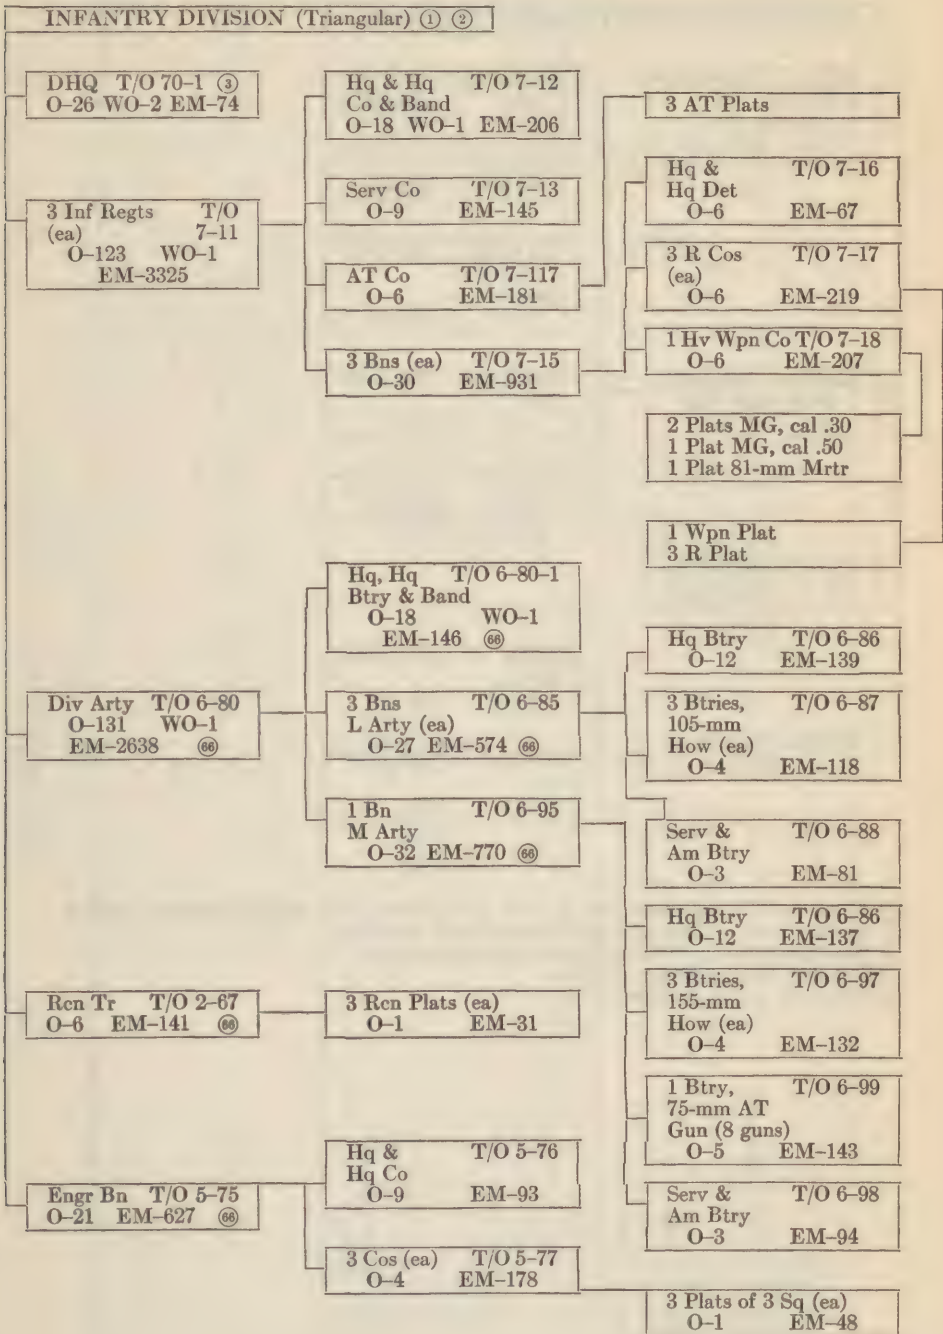 INFANTRY DIVISION (Triangular) ① ②
DHQ T/O 70–1 ③
O–26 WO–2 EM–74
3 Inf Regts T/O
(ea) 7–11
O–123 WO–1
EM–3325
Hq & Hq T/O 7–12
Co & Band
O–18 WO–1 EM–206
Serv Co T/O 7–13
O–9 EM–145
AT Co T/O 7–117
O–6 EM–181
3 Bns (ea) T/O 7–15
O–30 EM–931
3 AT Plats
Hq & T/O 7–16
Hq Det
O–6 EM–67
3 R Cos T/O 7–17
(ea)
O–6 EM–219
1 Hv Wpn Co T/O 7–18
O–6 EM–207
2 Plats MG, cal .30
1 Plat MG, cal .50
1 Plat 81-mm Mrtr
1 Wpn Plat
3 R Plat
Div Arty T/O 6–80
O–131 WO–1
EM–2638 ㊿+16
Hq, Hq T/O 6–80–1
Btry & Band
O–18 WO–1
EM–146 (66)
3 Bns T/O 6–85
L Arty (ea)
O–27 EM–574 (66)
1 Bn T/O 6–95
M Arty
O–32 EM–770 (66)
Hq Btry T/O 6–86
O–12 EM–139
3 Btries, T/O 6–87
105-mm
How (ea)
O–4 EM–118
Serv & T/O 6–88
Am Btry
O–3 EM–81
Hq Btry T/O 6–86
O–12 EM–137
3 Btries, T/O 6–97
155-mm
How (ea)
O–4 EM–132
1 Btry, T/O 6–99
75-mm AT
Gun (8 guns)
O–5 EM–143
Serv & T/O 6–98
Am Btry
O–3 EM–94
Rcn Tr T/O 2–67
O–6 EM–141 (66)
3 Rcn Plats (ea)
O–1 EM–31
Engr Bn T/O 5–75
O–21 EM–627 (66)
Hq & T/O 5–76
Hq Co
O–9 EM–93
3 Cos (ea) T/O 5–77
O–4 EM–178
3 Plats of 3 Sq (ea)
O–1 EM–48